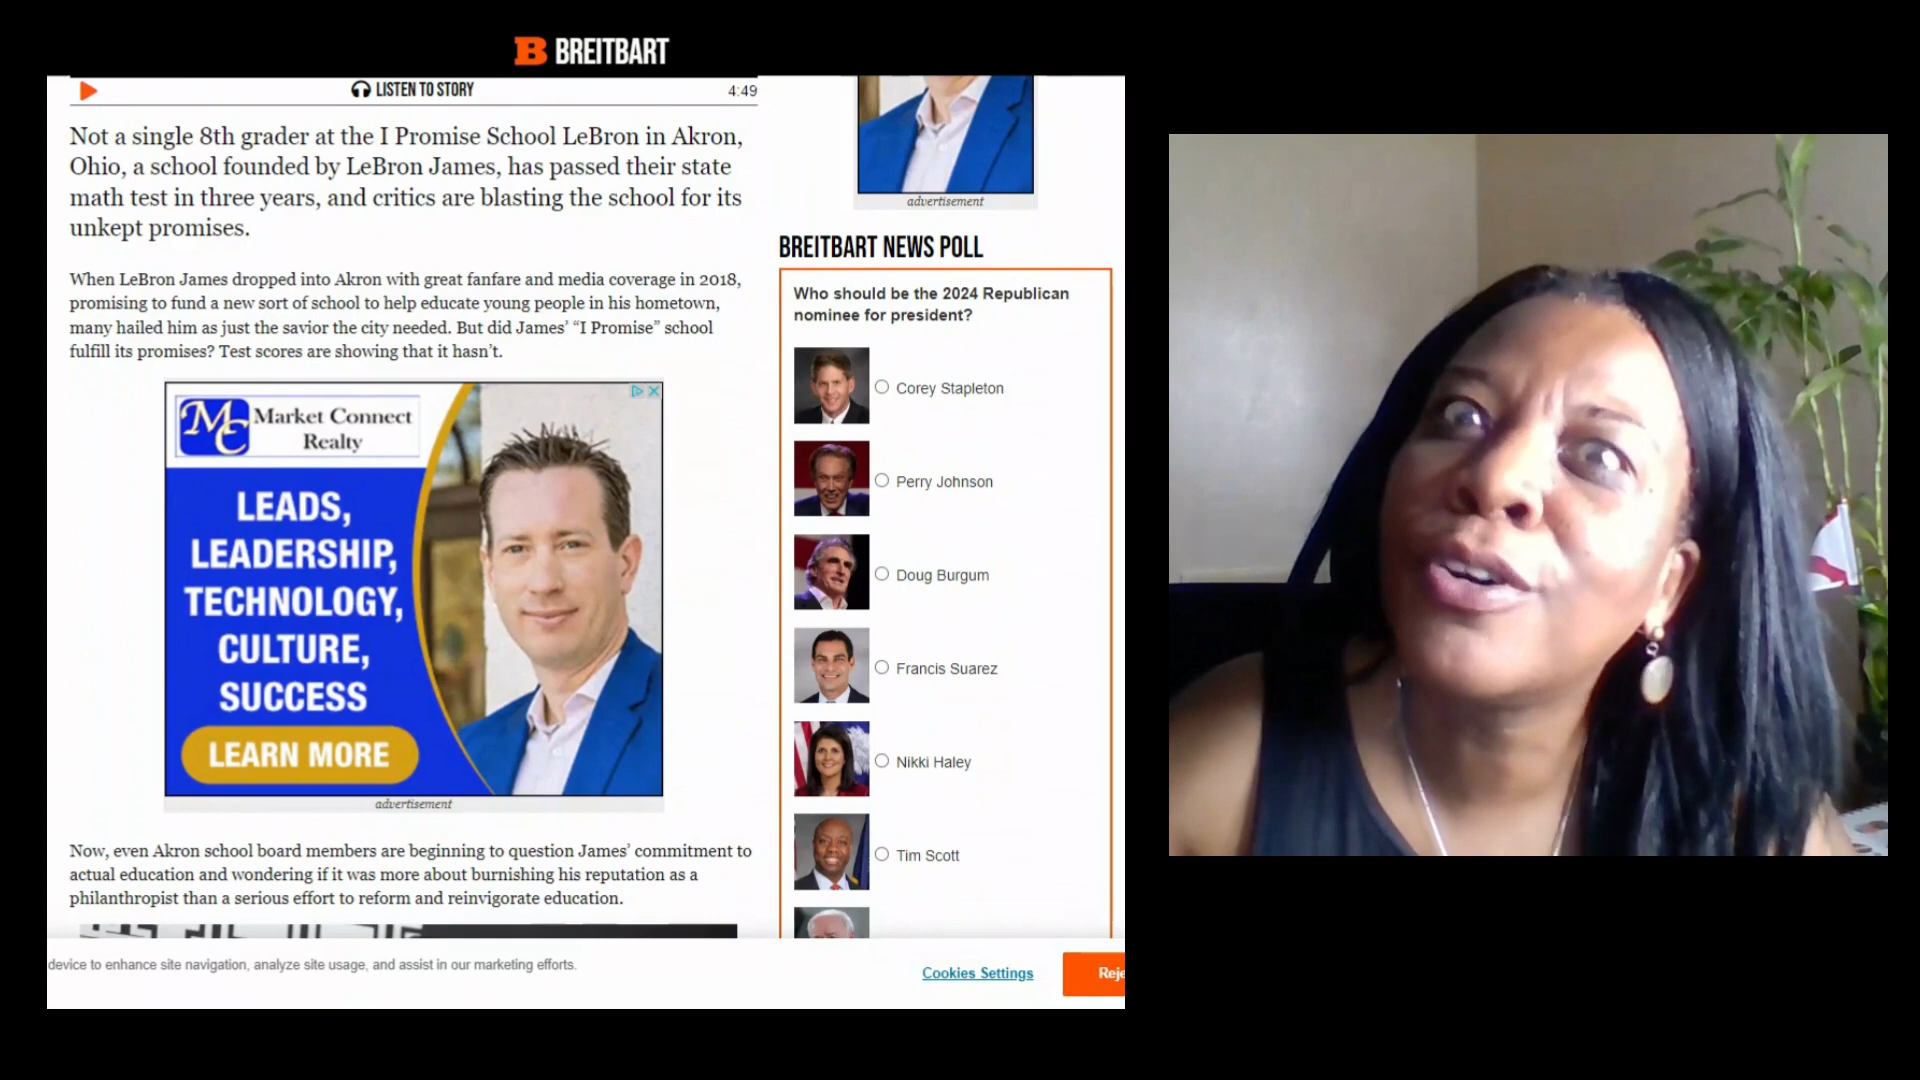 BREITBART
LISTEN TO STORY
4:49
Not a single 8th grader at the I Promise School LeBron in Akron,
Ohio, a school founded by LeBron James, has passed their state
math test in three years, and critics are blasting the school for its
unkept promises.
When LeBron James dropped into Akron with great fanfare and media coverage in 2018,
promising to fund a new sort of school to help educate young people in his hometown,
many hailed him as just the savior the city needed. But did James’ “I Promise” school
fulfill its promises? Test scores are showing that it hasn’t.
MC Market Connect
Realty
LEADS,
LEADERSHIP,
TECHNOLOGY,
CULTURE,
SUCCESS
LEARN MORE
advertisement
Now, even Akron school board members are beginning to question James’ commitment to
actual education and wondering if it was more about burnishing his reputation as a
philanthropist than a serious effort to reform and reinvigorate education.
advertisement
BREITBART NEWS POLL
Who should be the 2024 Republican
nominee for president?
Corey Stapleton
Perry Johnson
Doug Burgum
Francis Suarez
Nikki Haley
Tim Scott
device to enhance site navigation, analyze site usage, and assist in our marketing efforts.
Cookies Settings
Reje